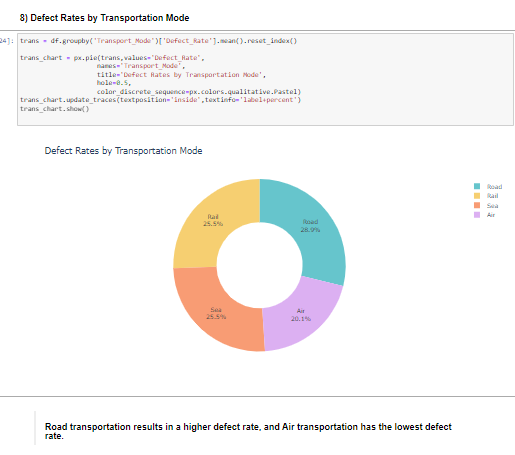 8) Defect Rates by Transportation Mode
24]: trans = df.groupby('Transport_Mode')['Defect_Rate'].mean().reset_index()
trans_chart = px.pie(trans,values='Defect_Rate',
names='Transport_Mode',
title='Defect Rates by Transportation Mode',
hole=0.5,
color_discrete_sequence=px.colors.qualitative.Pastel)
trans_chart.update_traces(textposition='inside',textinfo='label+percent')
trans_chart.show()
Defect Rates by Transportation Mode
Road
Rail
Sea
Air
Rail
25.5%
Road
28.9%
Sea
25.5%
Air
20.1%
Road transportation results in a higher defect rate, and Air transportation has the lowest defect
rate.